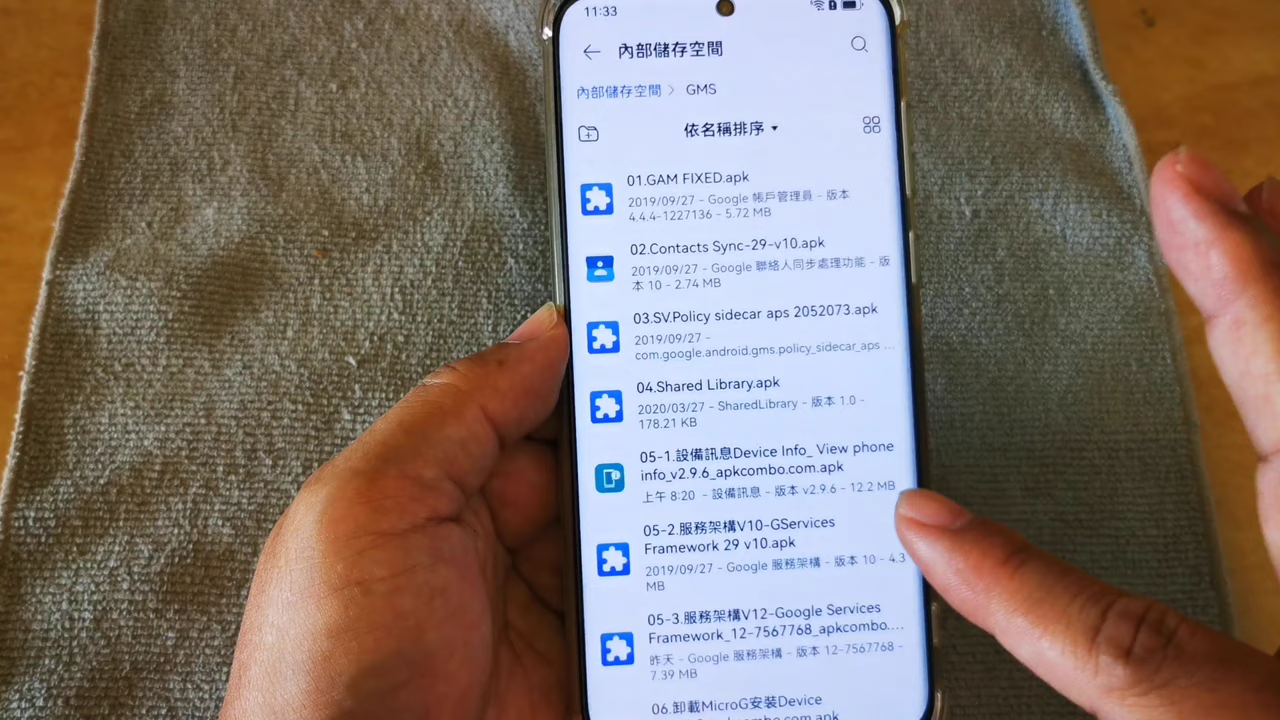 11:33
內部儲存空間
內部儲存空間 > GMS
依名稱排序
01.GAM FIXED.apk
2019/09/27 - Google 帳戶管理員 - 版本
4.4.4-1227136 - 5.72 MB
02.Contacts Sync-29-v10.apk
2019/09/27 - Google 聯絡人同步處理功能 - 版
本 10 - 2.74 MB
03.SV.Policy sidecar aps 2052073.apk
2019/09/27 -
com.google.android.gms.policy_sidecar_aps ...
04.Shared Library.apk
2020/03/27 - SharedLibrary - 版本 1.0 -
178.21 KB
05-1.設備訊息Device Info_ View phone
info_v2.9.6_apkcombo.com.apk
上午 8:20 - 設備訊息 - 版本 v2.9.6 - 12.2 MB
05-2.服務架構V10-GServices
Framework 29 v10.apk
2019/09/27 - Google 服務架構 - 版本 10 - 4.3
MB
05-3.服務架構V12-Google Services
Framework_12-7567768_apkcombo....
昨天 - Google 服務架構 - 版本 12-7567768 -
7.39 MB
06.卸載MicroG安裝Device